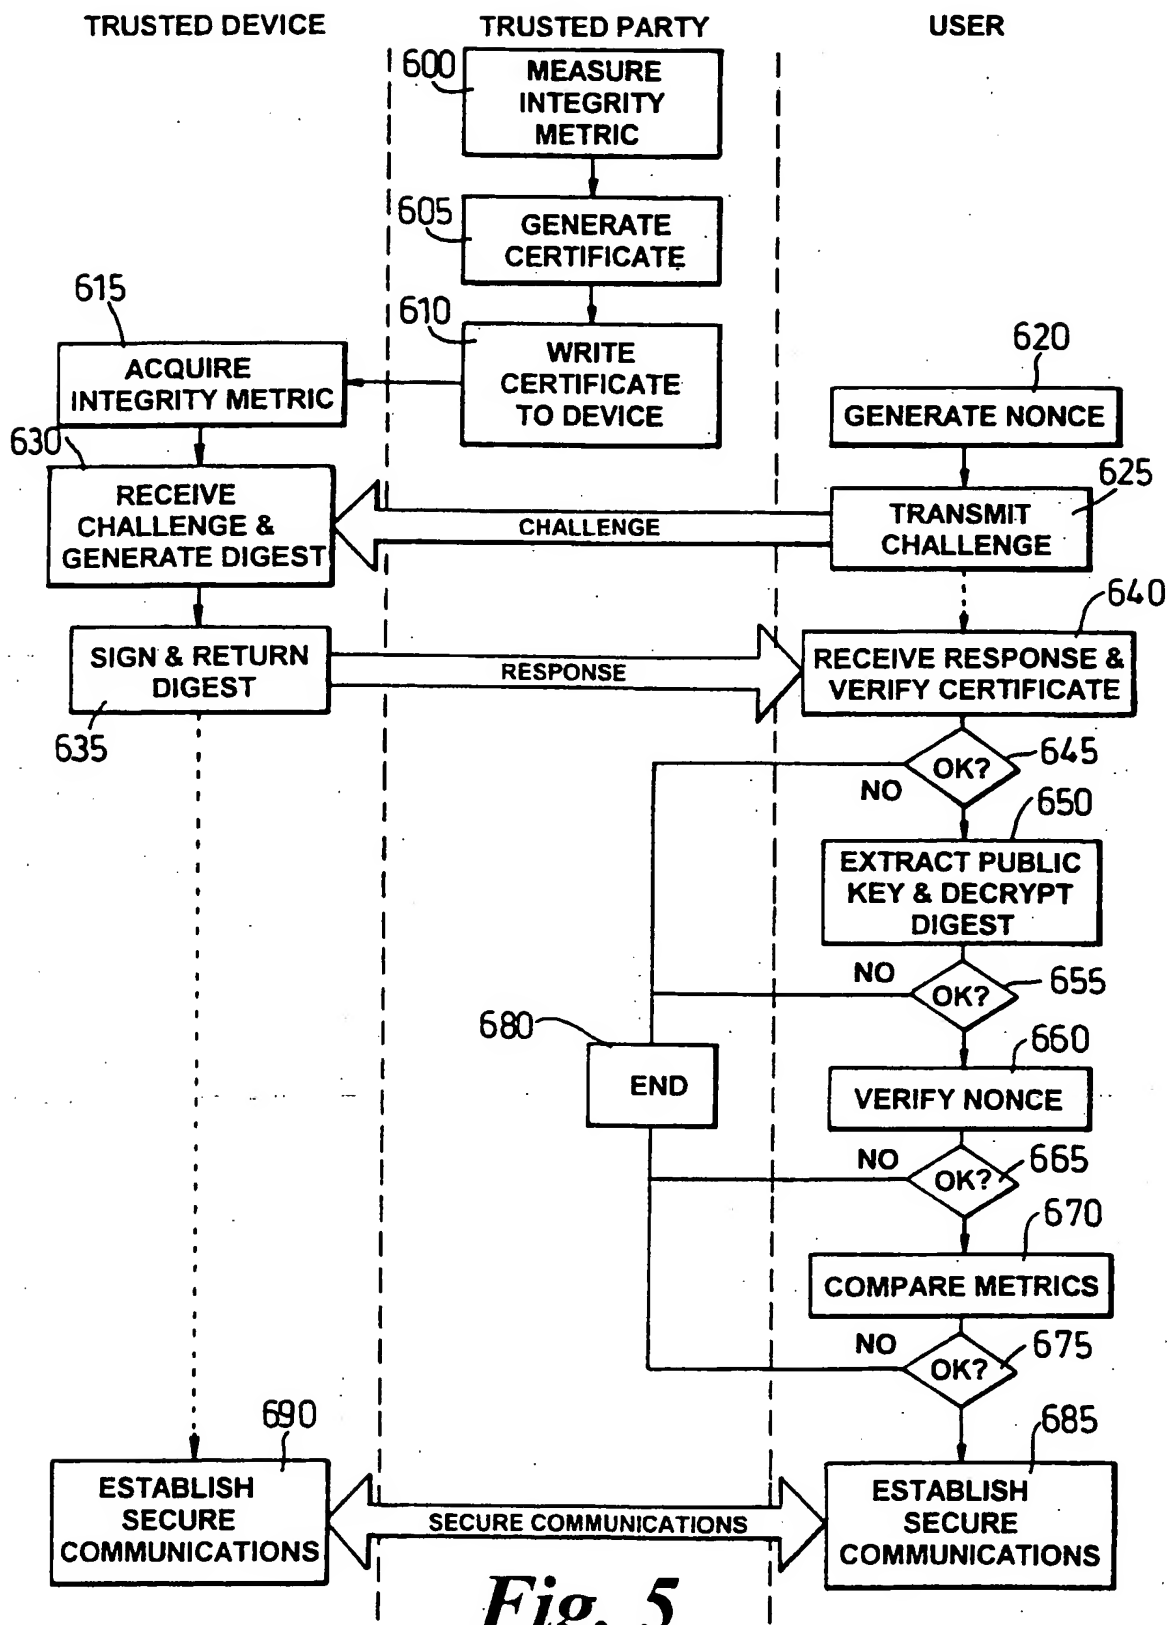 TRUSTED DEVICE
TRUSTED PARTY
USER
600
MEASURE
INTEGRITY
METRIC
605
GENERATE
CERTIFICATE
610
WRITE
CERTIFICATE
TO DEVICE
615
ACQUIRE
INTEGRITY METRIC
620
GENERATE NONCE
630
RECEIVE
CHALLENGE &
GENERATE DIGEST
CHALLENGE
625
TRANSMIT
CHALLENGE
SIGN & RETURN
DIGEST
635
RESPONSE
640
RECEIVE RESPONSE &
VERIFY CERTIFICATE
OK?
645
NO
650
EXTRACT PUBLIC
KEY & DECRYPT
DIGEST
NO
OK?
655
680
END
660
VERIFY NONCE
NO
OK?
665
670
COMPARE METRICS
NO
OK?
675
690
ESTABLISH
SECURE
COMMUNICATIONS
SECURE COMMUNICATIONS
685
ESTABLISH
SECURE
COMMUNICATIONS
Fig. 5